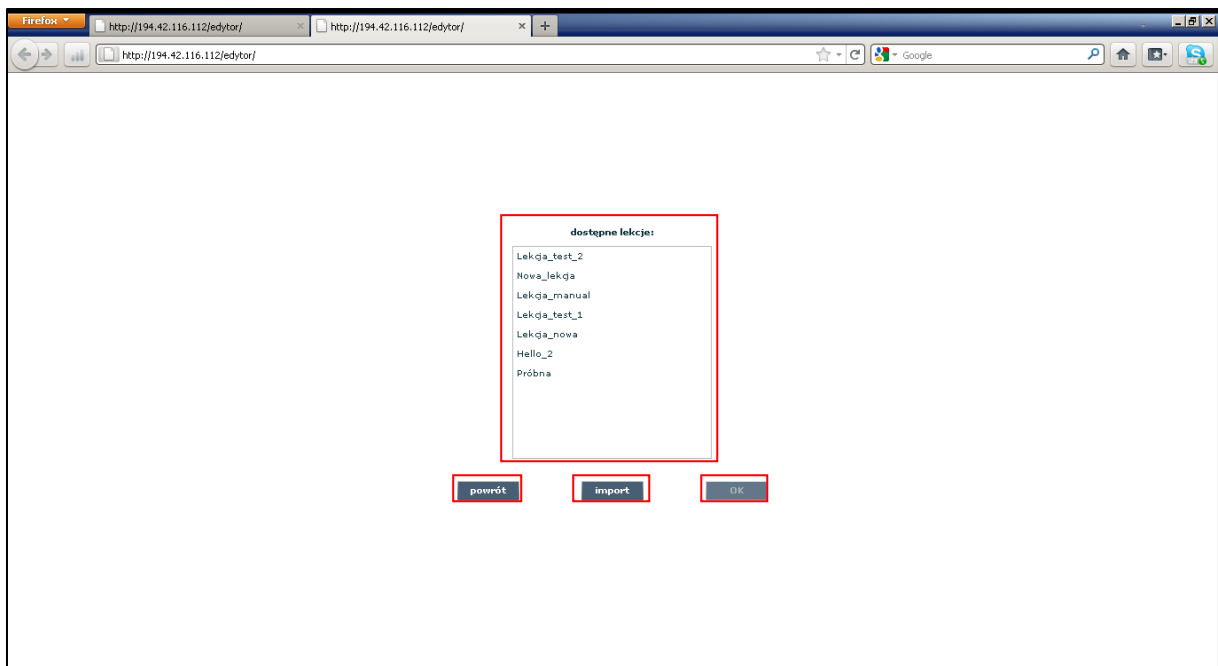 Firefox
http://194.42.116.112/edytor/
http://194.42.116.112/edytor/
http://194.42.116.112/edytor/
Google
dostępne lekcje:
Lekcja_test_2
Nowa_lekcja
Lekcja_manual
Lekcja_test_1
Lekcja_nowa
Hello_2
Próbna
powrót
import
OK